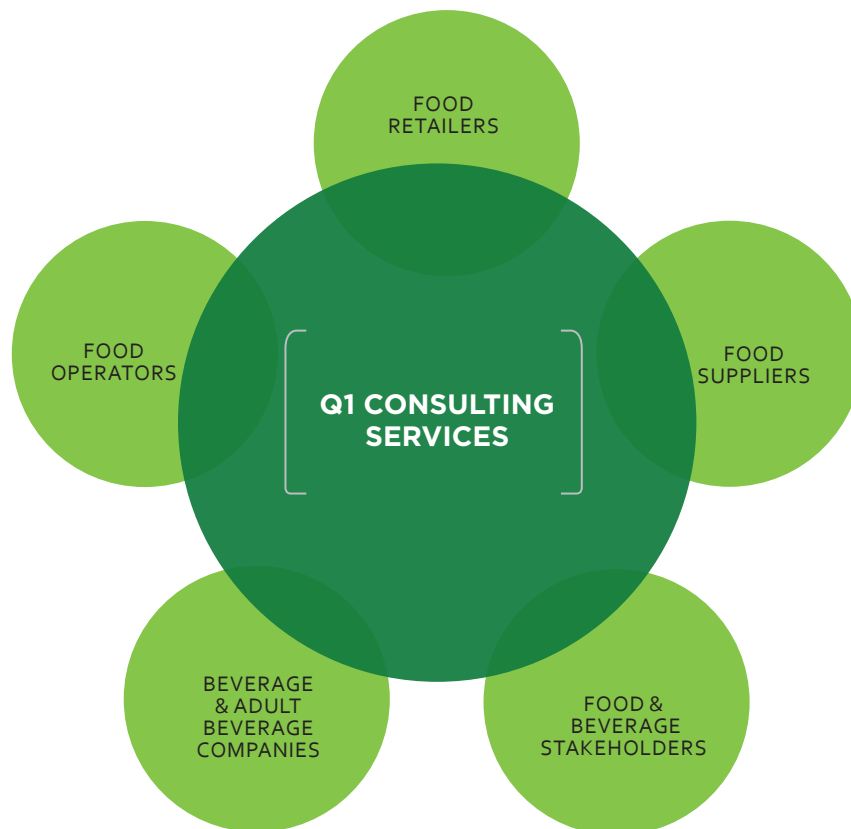 FOOD
RETAILERS
FOOD
OPERATORS
Q1 CONSULTING
SERVICES
FOOD
SUPPLIERS
BEVERAGE
& ADULT
BEVERAGE
COMPANIES
FOOD &
BEVERAGE
STAKEHOLDERS